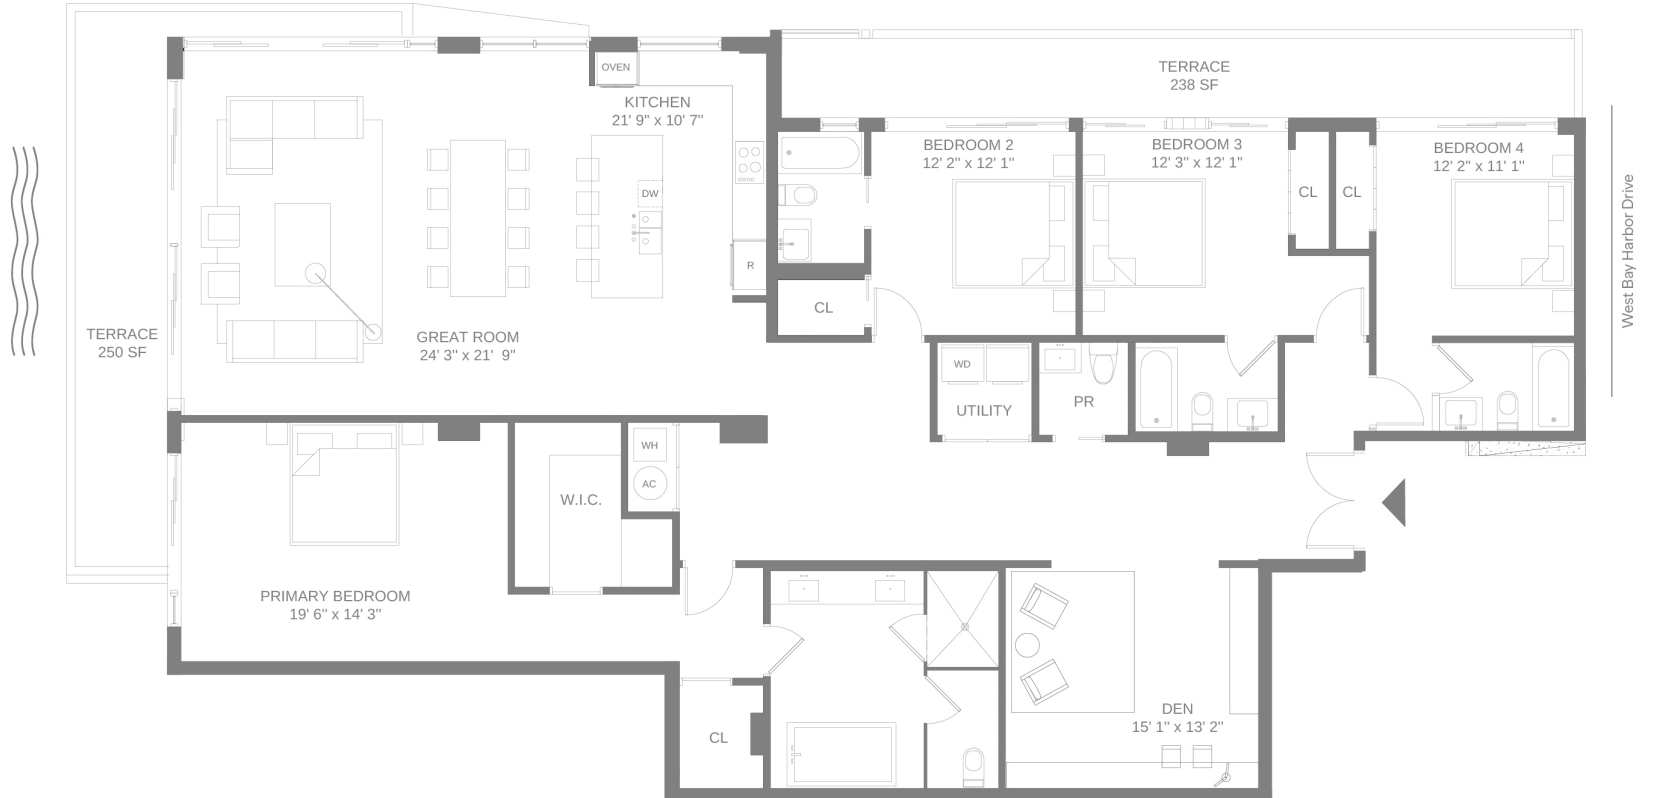 OVEN
KITCHEN
21' 9" x 10' 7"
DW
R
TERRACE
238 SF
BEDROOM 2
12' 2" x 12' 1"
BEDROOM 3
12' 3" x 12' 1"
CL
CL
BEDROOM 4
12' 2" x 11' 1"
West Bay Harbor Drive
CL
TERRACE
250 SF
GREAT ROOM
24' 3" x 21' 9"
WD
UTILITY
PR
WH
AC
W.I.C.
PRIMARY BEDROOM
19' 6" x 14' 3"
CL
DEN
15' 1" x 13' 2"